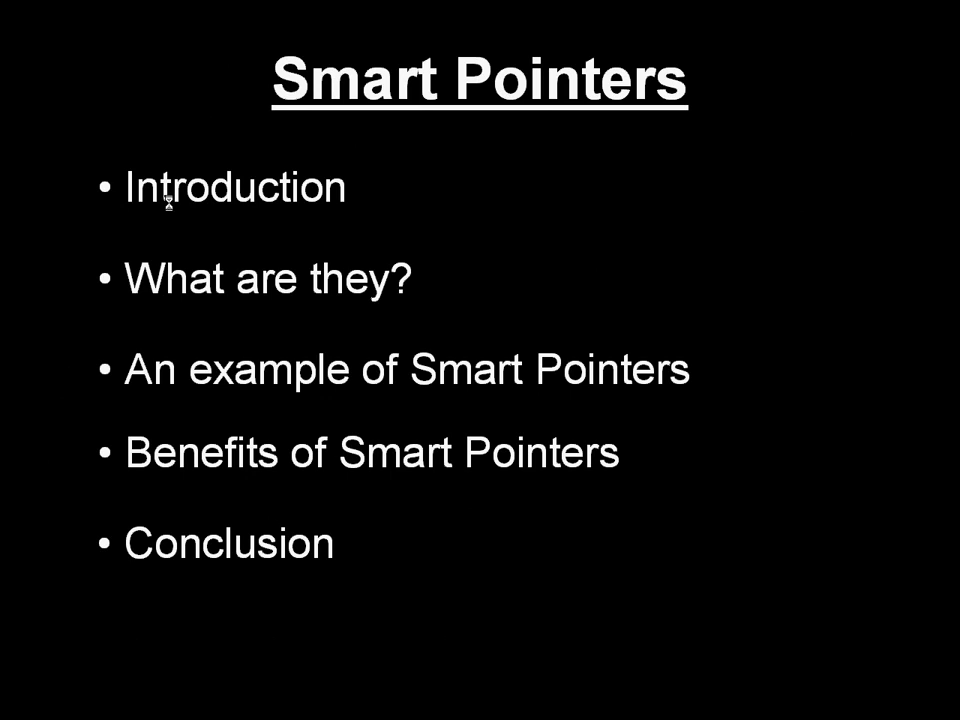 Smart Pointers
• Introduction
• What are they?
• An example of Smart Pointers
• Benefits of Smart Pointers
• Conclusion